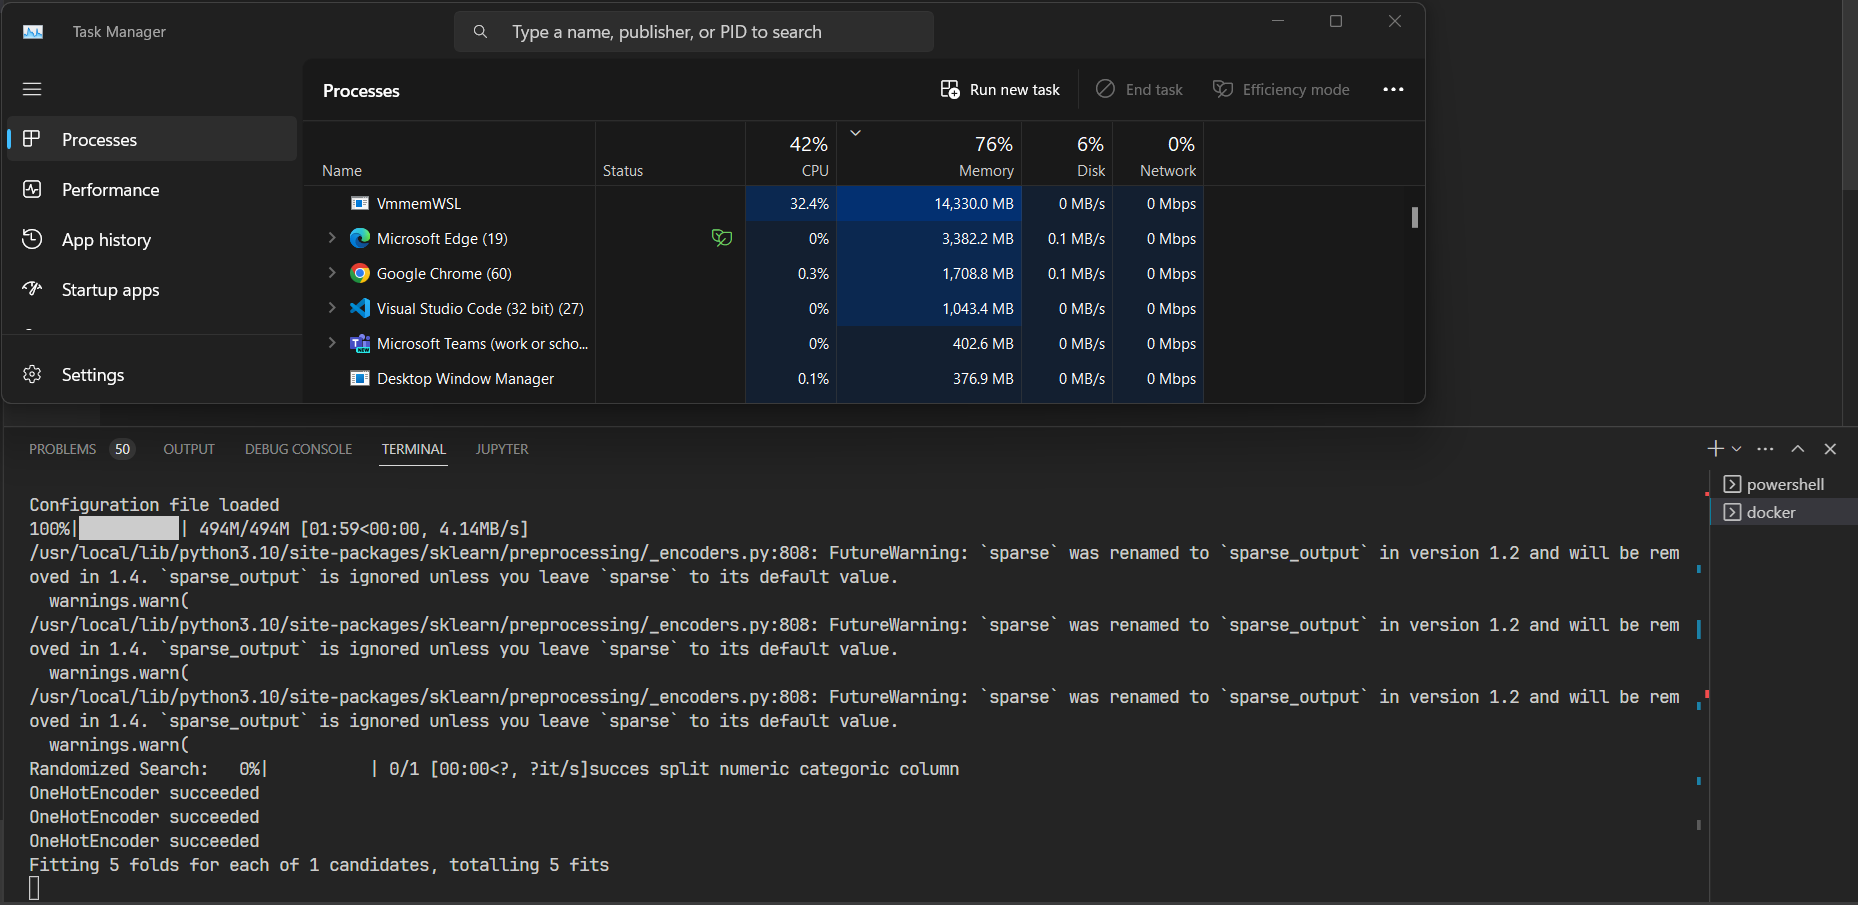 Task Manager
Type a name, publisher, or PID to search
Processes
Performance
App history
Startup apps
Settings
Processes
Run new task
End task
Efficiency mode
42% 76% 6% 0%
Name Status CPU Memory Disk Network
VmmemWSL 32.4% 14,330.0 MB 0 MB/s 0 Mbps
Microsoft Edge (19) 0% 3,382.2 MB 0.1 MB/s 0 Mbps
Google Chrome (60) 0.3% 1,708.8 MB 0.1 MB/s 0 Mbps
Visual Studio Code (32 bit) (27) 0% 1,043.4 MB 0 MB/s 0 Mbps
Microsoft Teams (work or scho... 0% 402.6 MB 0 MB/s 0 Mbps
Desktop Window Manager 0.1% 376.9 MB 0 MB/s 0 Mbps
PROBLEMS 50 OUTPUT DEBUG CONSOLE TERMINAL JUPYTER
powershell
docker
Configuration file loaded
100%|██████████| 494M/494M [01:59<00:00, 4.14MB/s]
/usr/local/lib/python3.10/site-packages/sklearn/preprocessing/_encoders.py:808: FutureWarning: `sparse` was renamed to `sparse_output` in version 1.2 and will be rem
oved in 1.4. `sparse_output` is ignored unless you leave `sparse` to its default value.
  warnings.warn(
/usr/local/lib/python3.10/site-packages/sklearn/preprocessing/_encoders.py:808: FutureWarning: `sparse` was renamed to `sparse_output` in version 1.2 and will be rem
oved in 1.4. `sparse_output` is ignored unless you leave `sparse` to its default value.
  warnings.warn(
/usr/local/lib/python3.10/site-packages/sklearn/preprocessing/_encoders.py:808: FutureWarning: `sparse` was renamed to `sparse_output` in version 1.2 and will be rem
oved in 1.4. `sparse_output` is ignored unless you leave `sparse` to its default value.
  warnings.warn(
Randomized Search:   0%|          | 0/1 [00:00<?, ?it/s]succes split numeric categoric column
OneHotEncoder succeeded
OneHotEncoder succeeded
OneHotEncoder succeeded
Fitting 5 folds for each of 1 candidates, totalling 5 fits